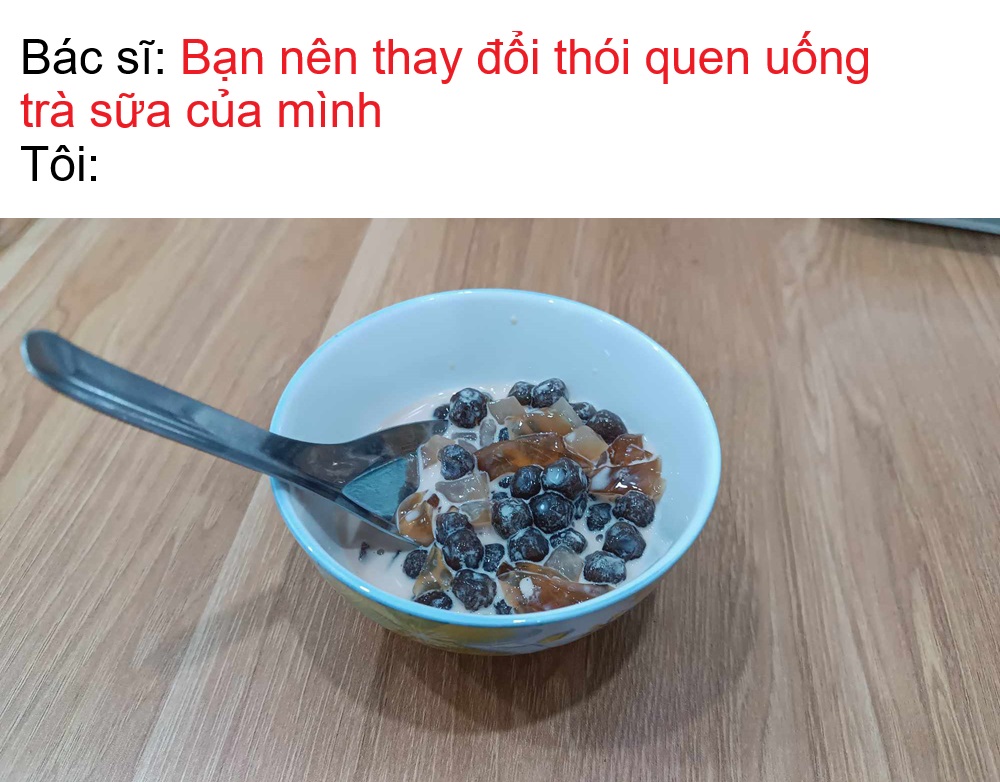 Bác sĩ: Bạn nên thay đổi thói quen uống
trà sữa của mình
Tôi: